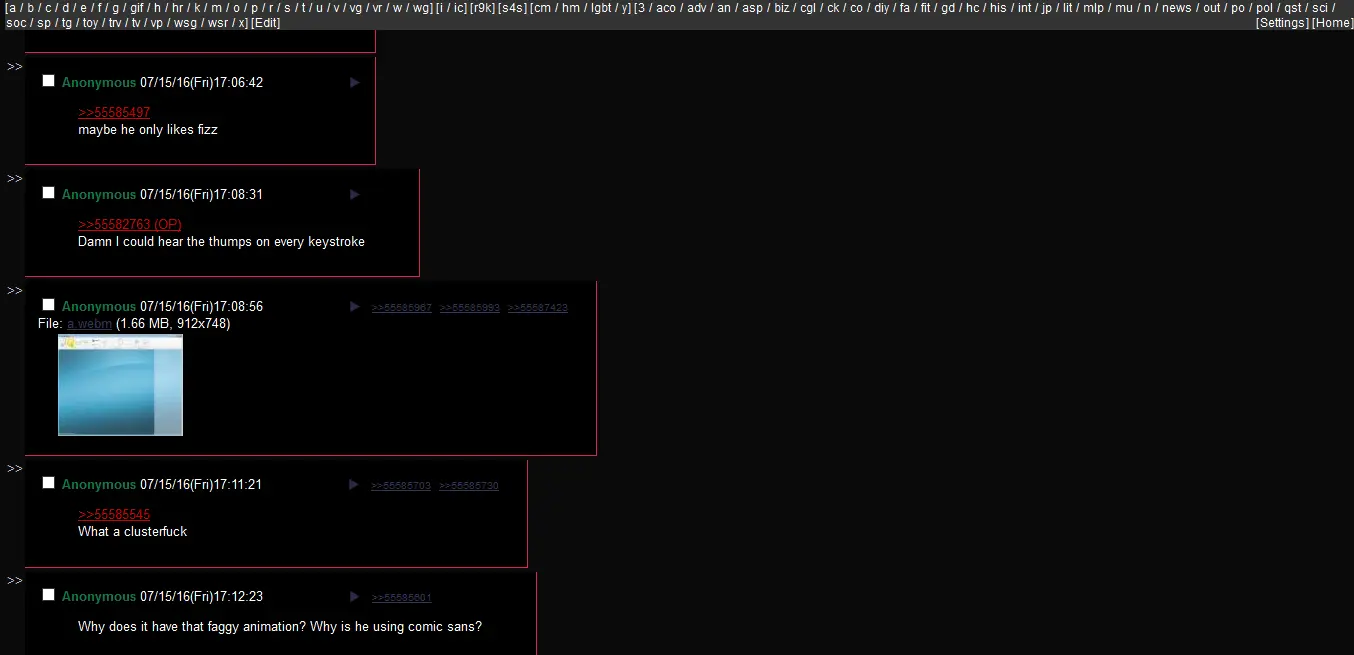 [a / b / c / d / e / f / g / gif / h / hr / k / m / o / p / r / s / t / u / v / vg / vr / w / wg] [i / ic] [r9k] [s4s] [cm / hm / lgbt / y] [3 / aco / adv / an / asp / biz / cgl / ck / co / diy / fa / fit / gd / hc / his / int / jp / lit / mlp / mu / n / news / out / po / pol / qst / sci /
soc / sp / tg / toy / trv / tv / vp / wsg / wsr / x] [Edit] [Settings] [Home]
>> Anonymous 07/15/16(Fri)17:06:42
>>55585497
maybe he only likes fizz
>> Anonymous 07/15/16(Fri)17:08:31
>>55582763 (OP)
Damn I could hear the thumps on every keystroke
>> Anonymous 07/15/16(Fri)17:08:56 >>55585967 >>55585993 >>55587423
File: a.webm (1.66 MB, 912x748)
>> Anonymous 07/15/16(Fri)17:11:21 >>55585703 >>55585730
>>55585545
What a clusterfuck
>> Anonymous 07/15/16(Fri)17:12:23 >>55585601
Why does it have that faggy animation? Why is he using comic sans?